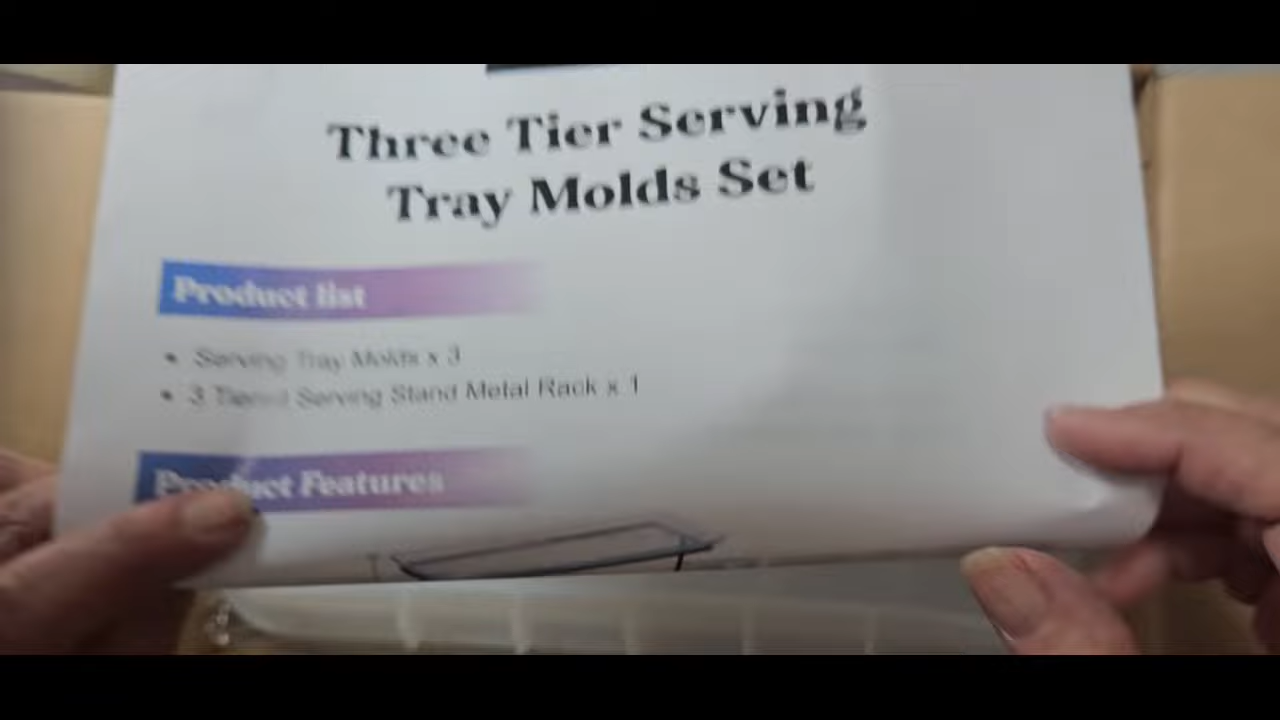 Three Tier Serving
Tray Molds Set
Product list
• Serving Tray Molds x 3
• 3 Tiered Serving Stand Metal Rack x 1
Product Features